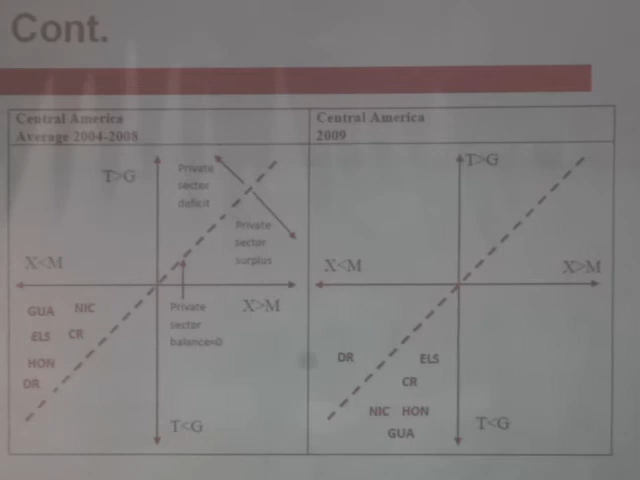 Cont.
Central America
Average 2004-2008
Central America
2009
T>G
Private
sector
deficit
Private
sector
surplus
X<M
X>M
Private
sector
balance=0
GUA NIC
ELS CR
HON
DR
T<G
T>G
X<M
X>M
DR ELS
CR
NIC HON
GUA
T<G